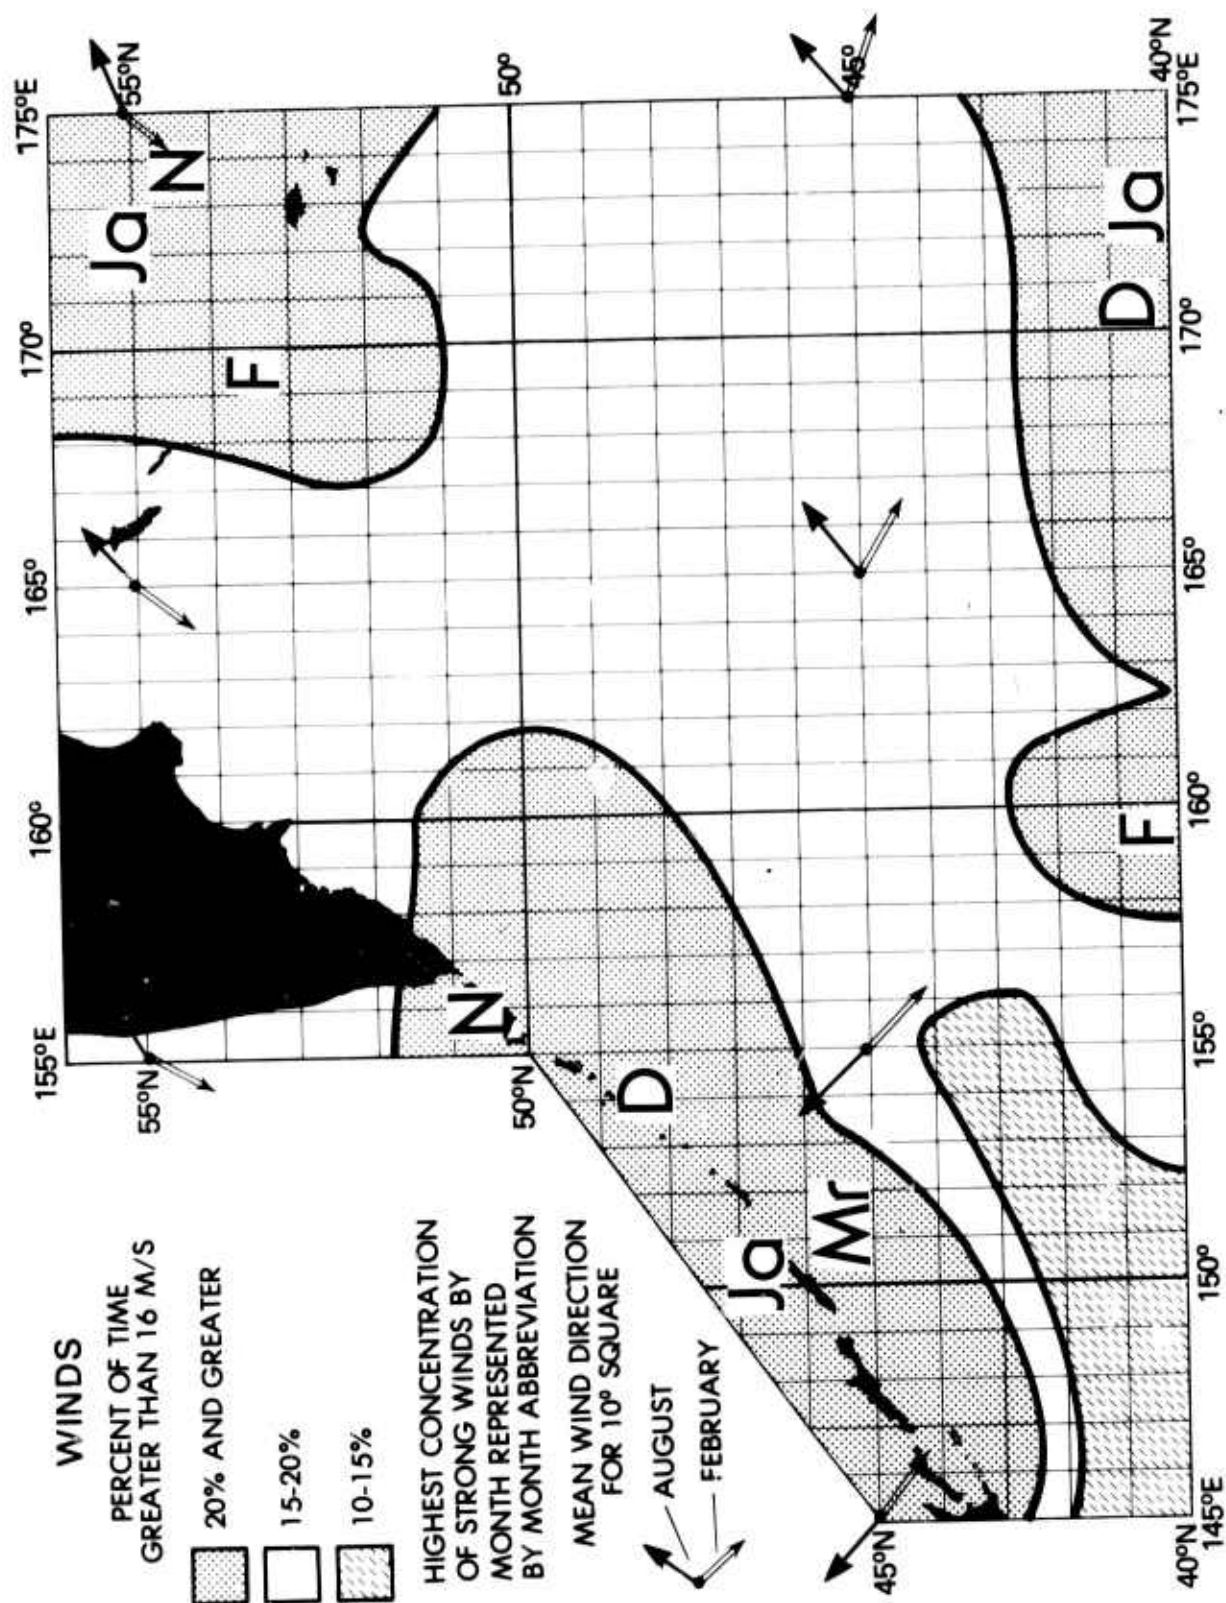 WINDS
PERCENT OF TIME
GREATER THAN 16 M/S
20% AND GREATER
15-20%
10-15%
HIGHEST CONCENTRATION
OF STRONG WINDS BY
MONTH REPRESENTED
BY MONTH ABBREVIATION
MEAN WIND DIRECTION
FOR 10° SQUARE
AUGUST
FEBRUARY
155°E
160°
165°
170°
175°E
55°N
55°N
50°N
50°
45°N
45°
40°N
40°N
145°E
150°
155°
160°
165°
170°
175°E
Ja
N
F
N
D
Ja
Mr
F
D
Ja